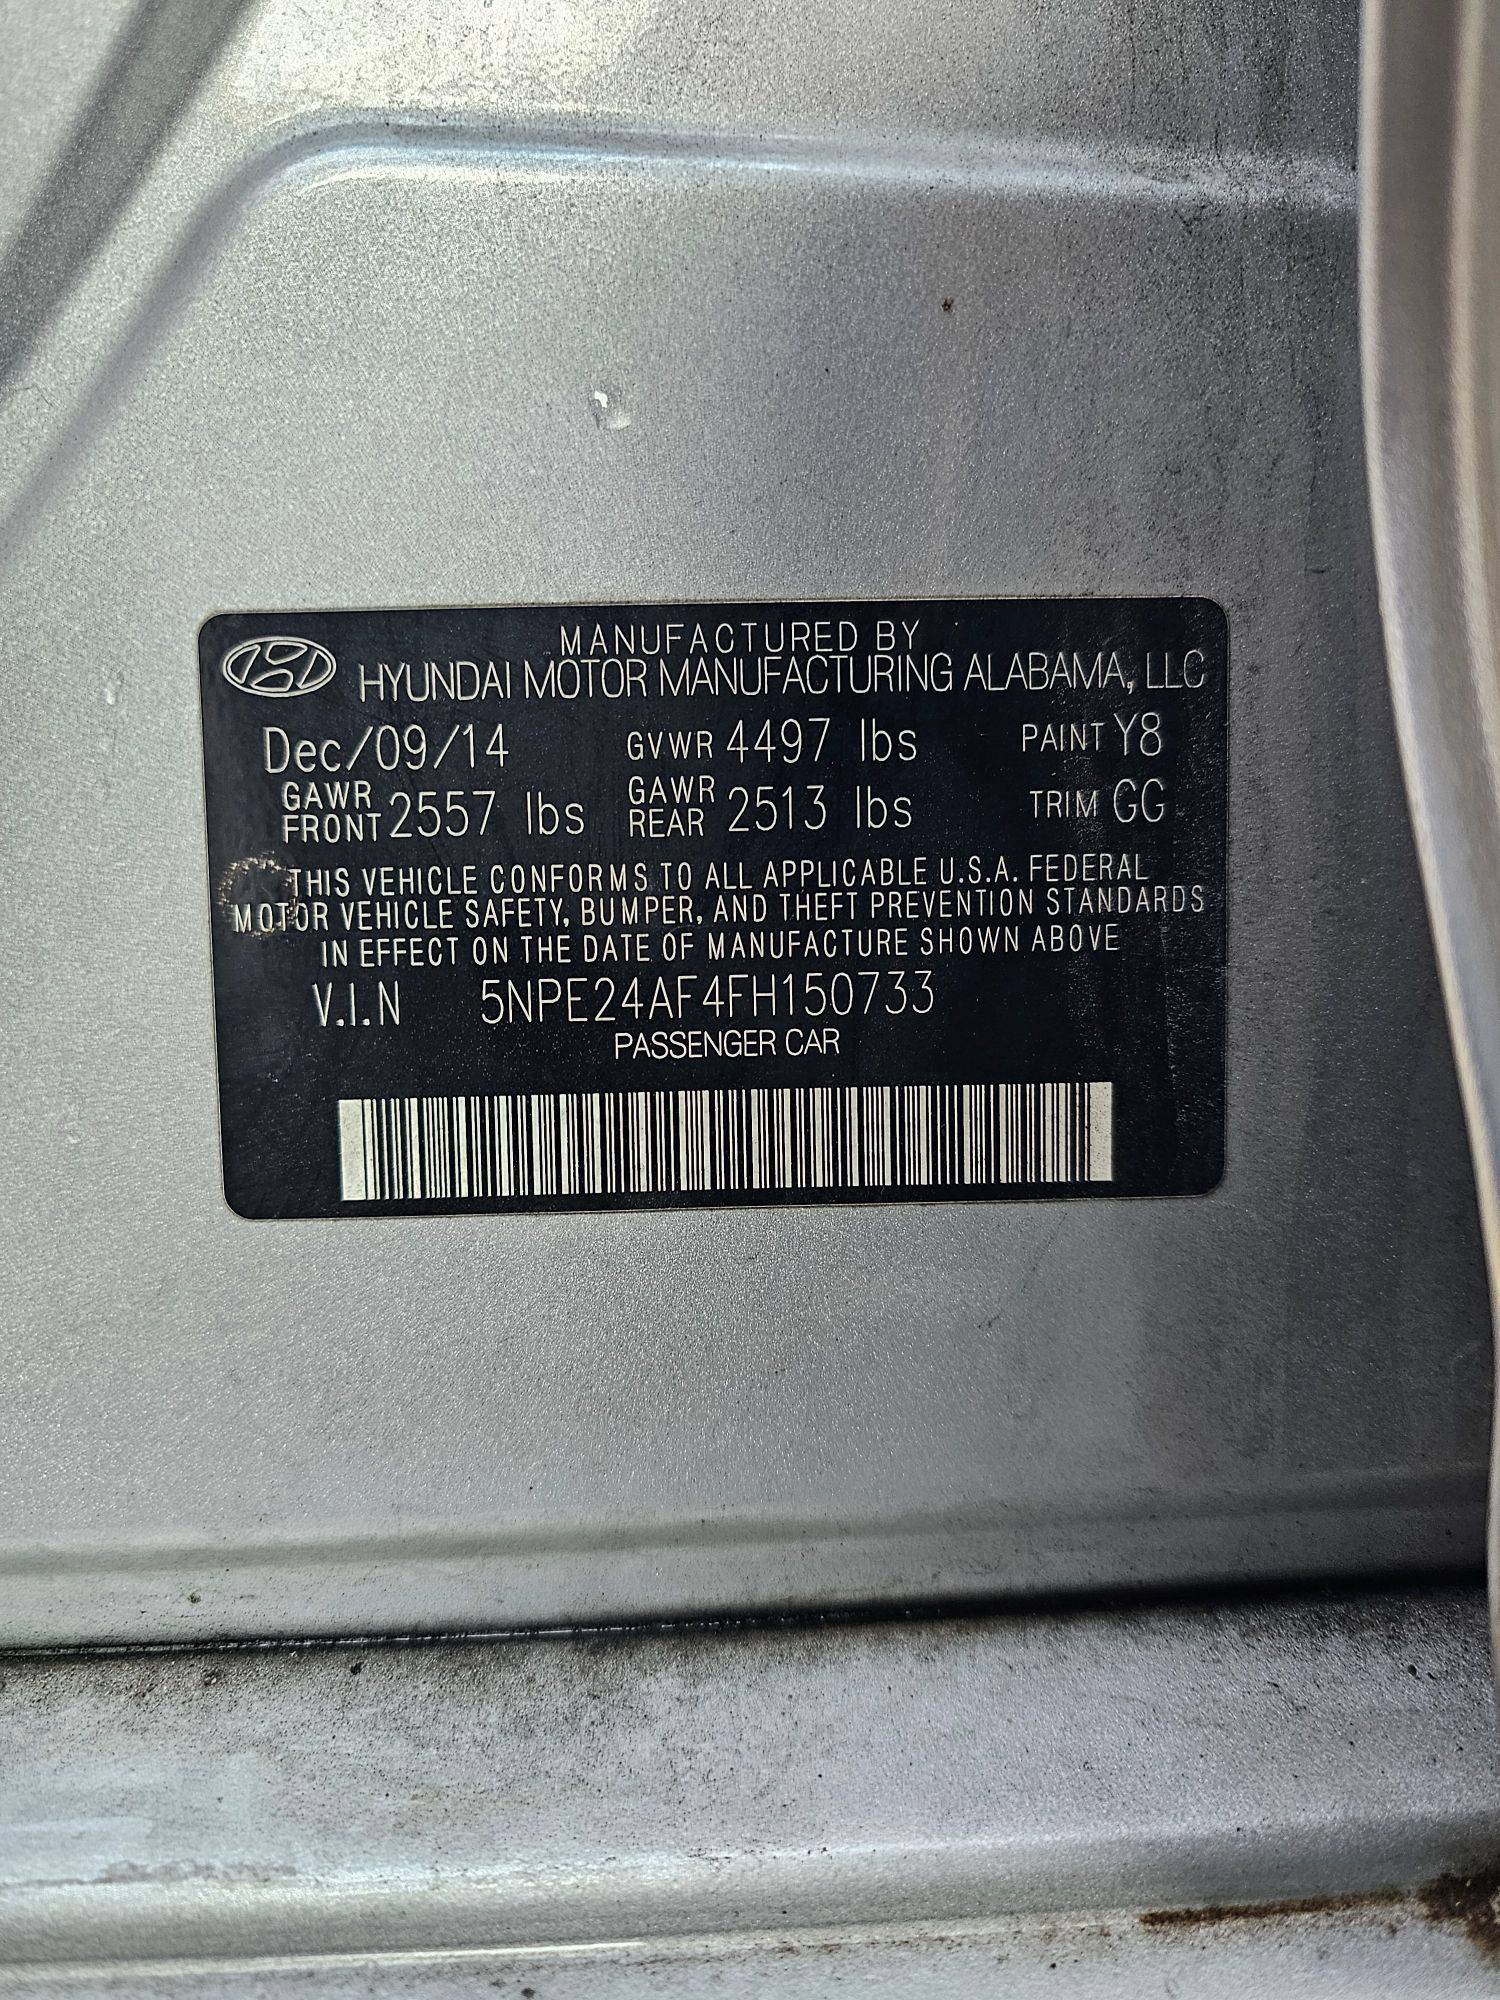 MANUFACTURED BY
HYUNDAI MOTOR MANUFACTURING ALABAMA, LLC
Dec/09/14 GVWR 4497 lbs PAINT Y8
GAWR FRONT 2557 lbs GAWR REAR 2513 lbs TRIM GG
THIS VEHICLE CONFORMS TO ALL APPLICABLE U.S.A. FEDERAL
MOTOR VEHICLE SAFETY, BUMPER, AND THEFT PREVENTION STANDARDS
IN EFFECT ON THE DATE OF MANUFACTURE SHOWN ABOVE
V.I.N 5NPE24AF4FH150733
PASSENGER CAR